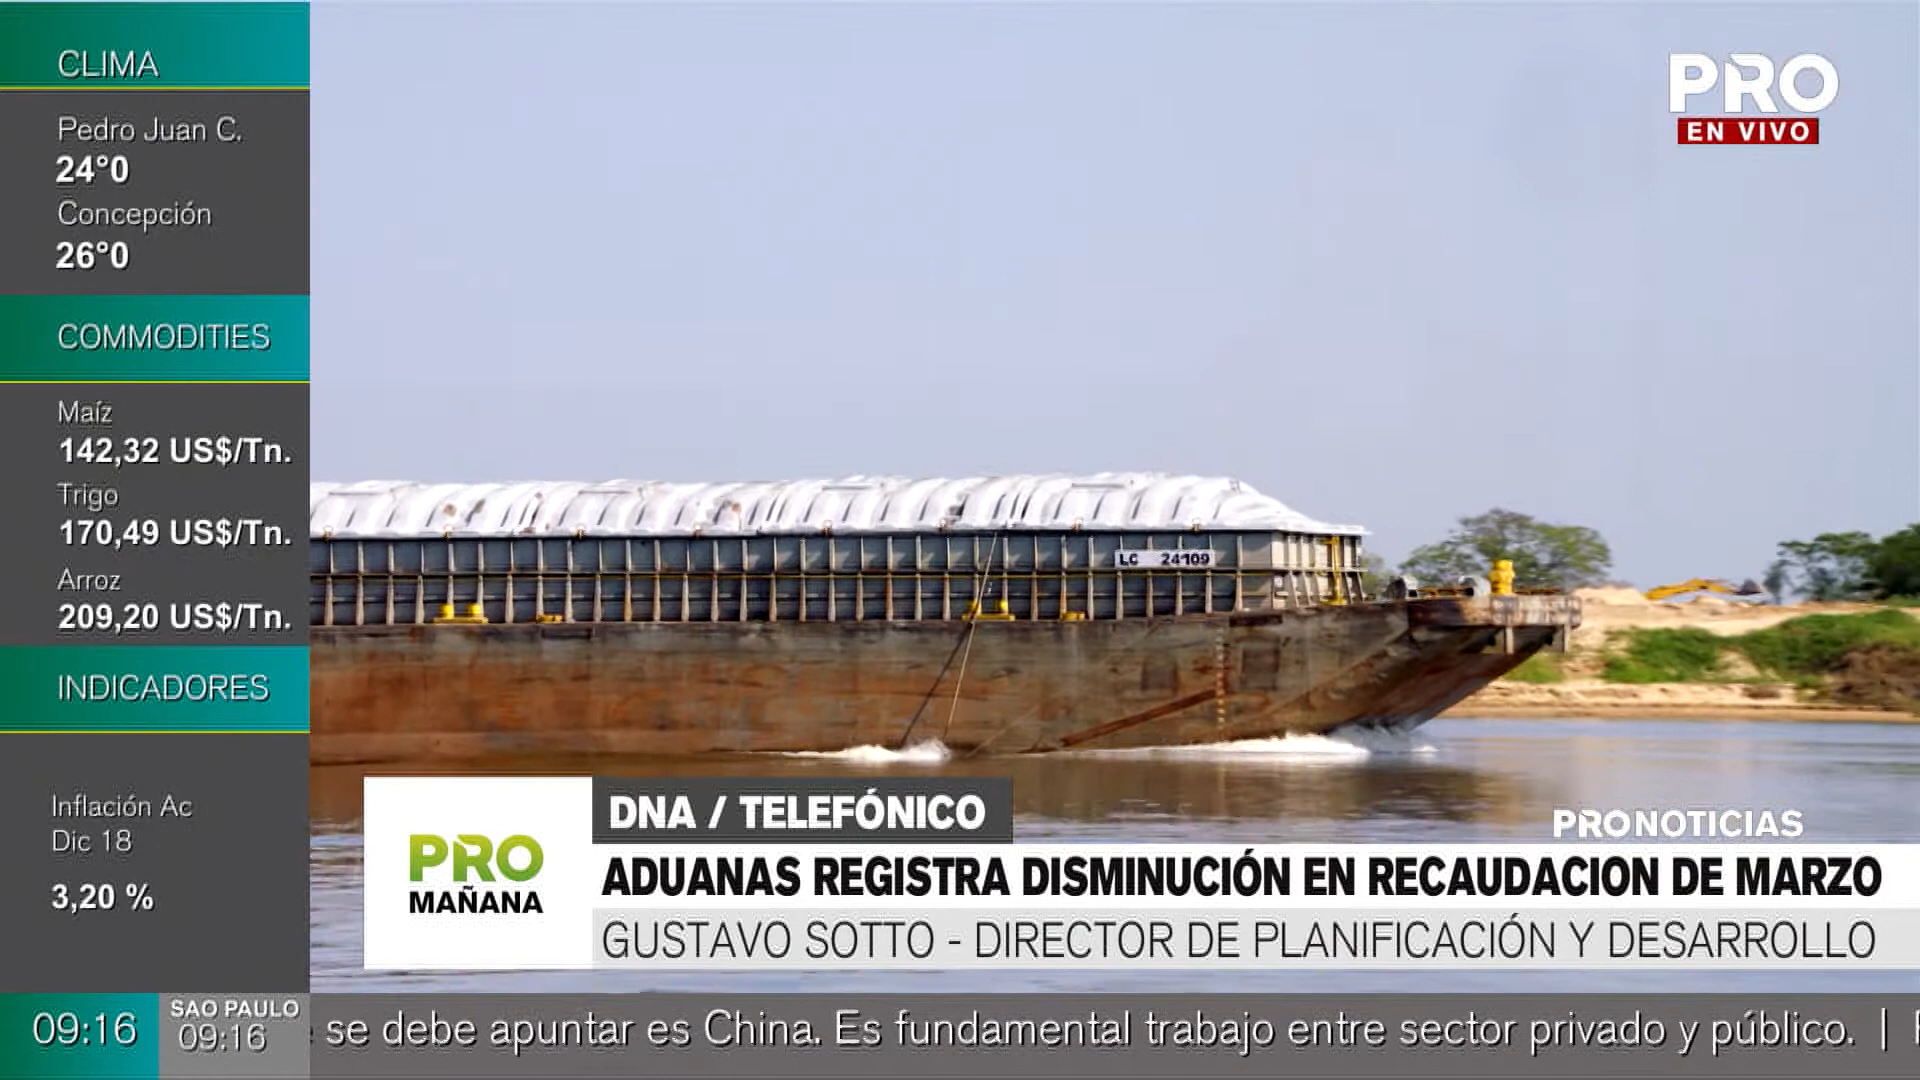 CLIMA
Pedro Juan C.
24°0
Concepción
26°0
COMMODITIES
Maíz
142,32 US$/Tn.
Trigo
170,49 US$/Tn.
Arroz
209,20 US$/Tn.
INDICADORES
Inflación Ac
Dic 18
3,20 %
PRO
EN VIVO
LC 24109
DNA / TELEFÓNICO
PRONOTICIAS
PRO
MAÑANA
ADUANAS REGISTRA DISMINUCIÓN EN RECAUDACION DE MARZO
GUSTAVO SOTTO - DIRECTOR DE PLANIFICACIÓN Y DESARROLLO
09:16
SAO PAULO
09:16
se debe apuntar es China. Es fundamental trabajo entre sector privado y público. |